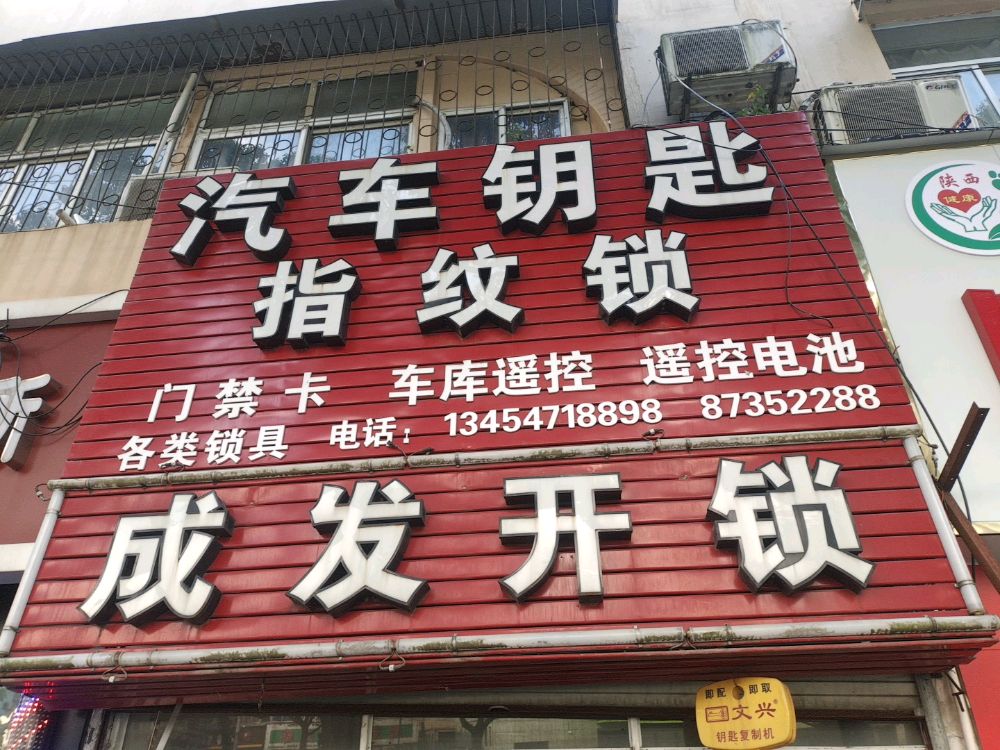 汽车钥匙
指纹锁
门禁卡 车库遥控 遥控电池
各类锁具 电话：13454718898 87352288
成发开锁
陕西
健康
即配 即取
文兴
钥匙复制机